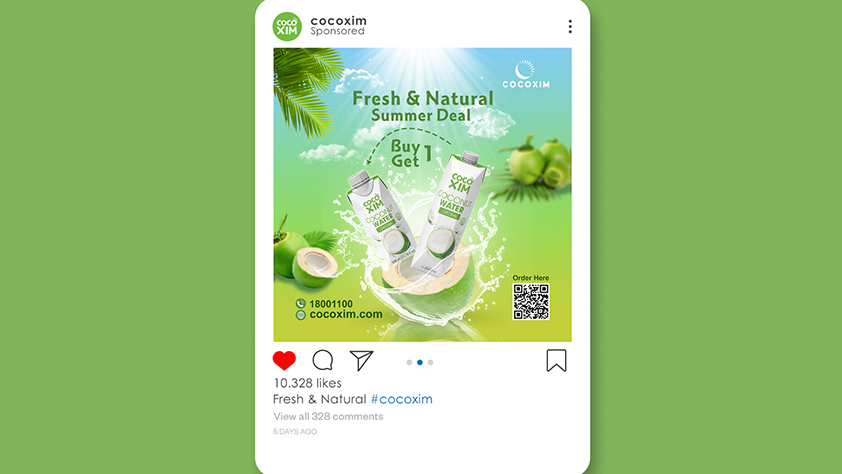 COCO
XIM
cocoxim
Sponsored
COCOXIM
Fresh & Natural
Summer Deal
Buy
Get 1
COCO
XIM
COCONUT
WATER
COCO
XIM
COCONUT
WATER
Order Here
18001100
cocoxim.com
10.328 likes
Fresh & Natural #cocoxim
View all 328 comments
5 DAYS AGO